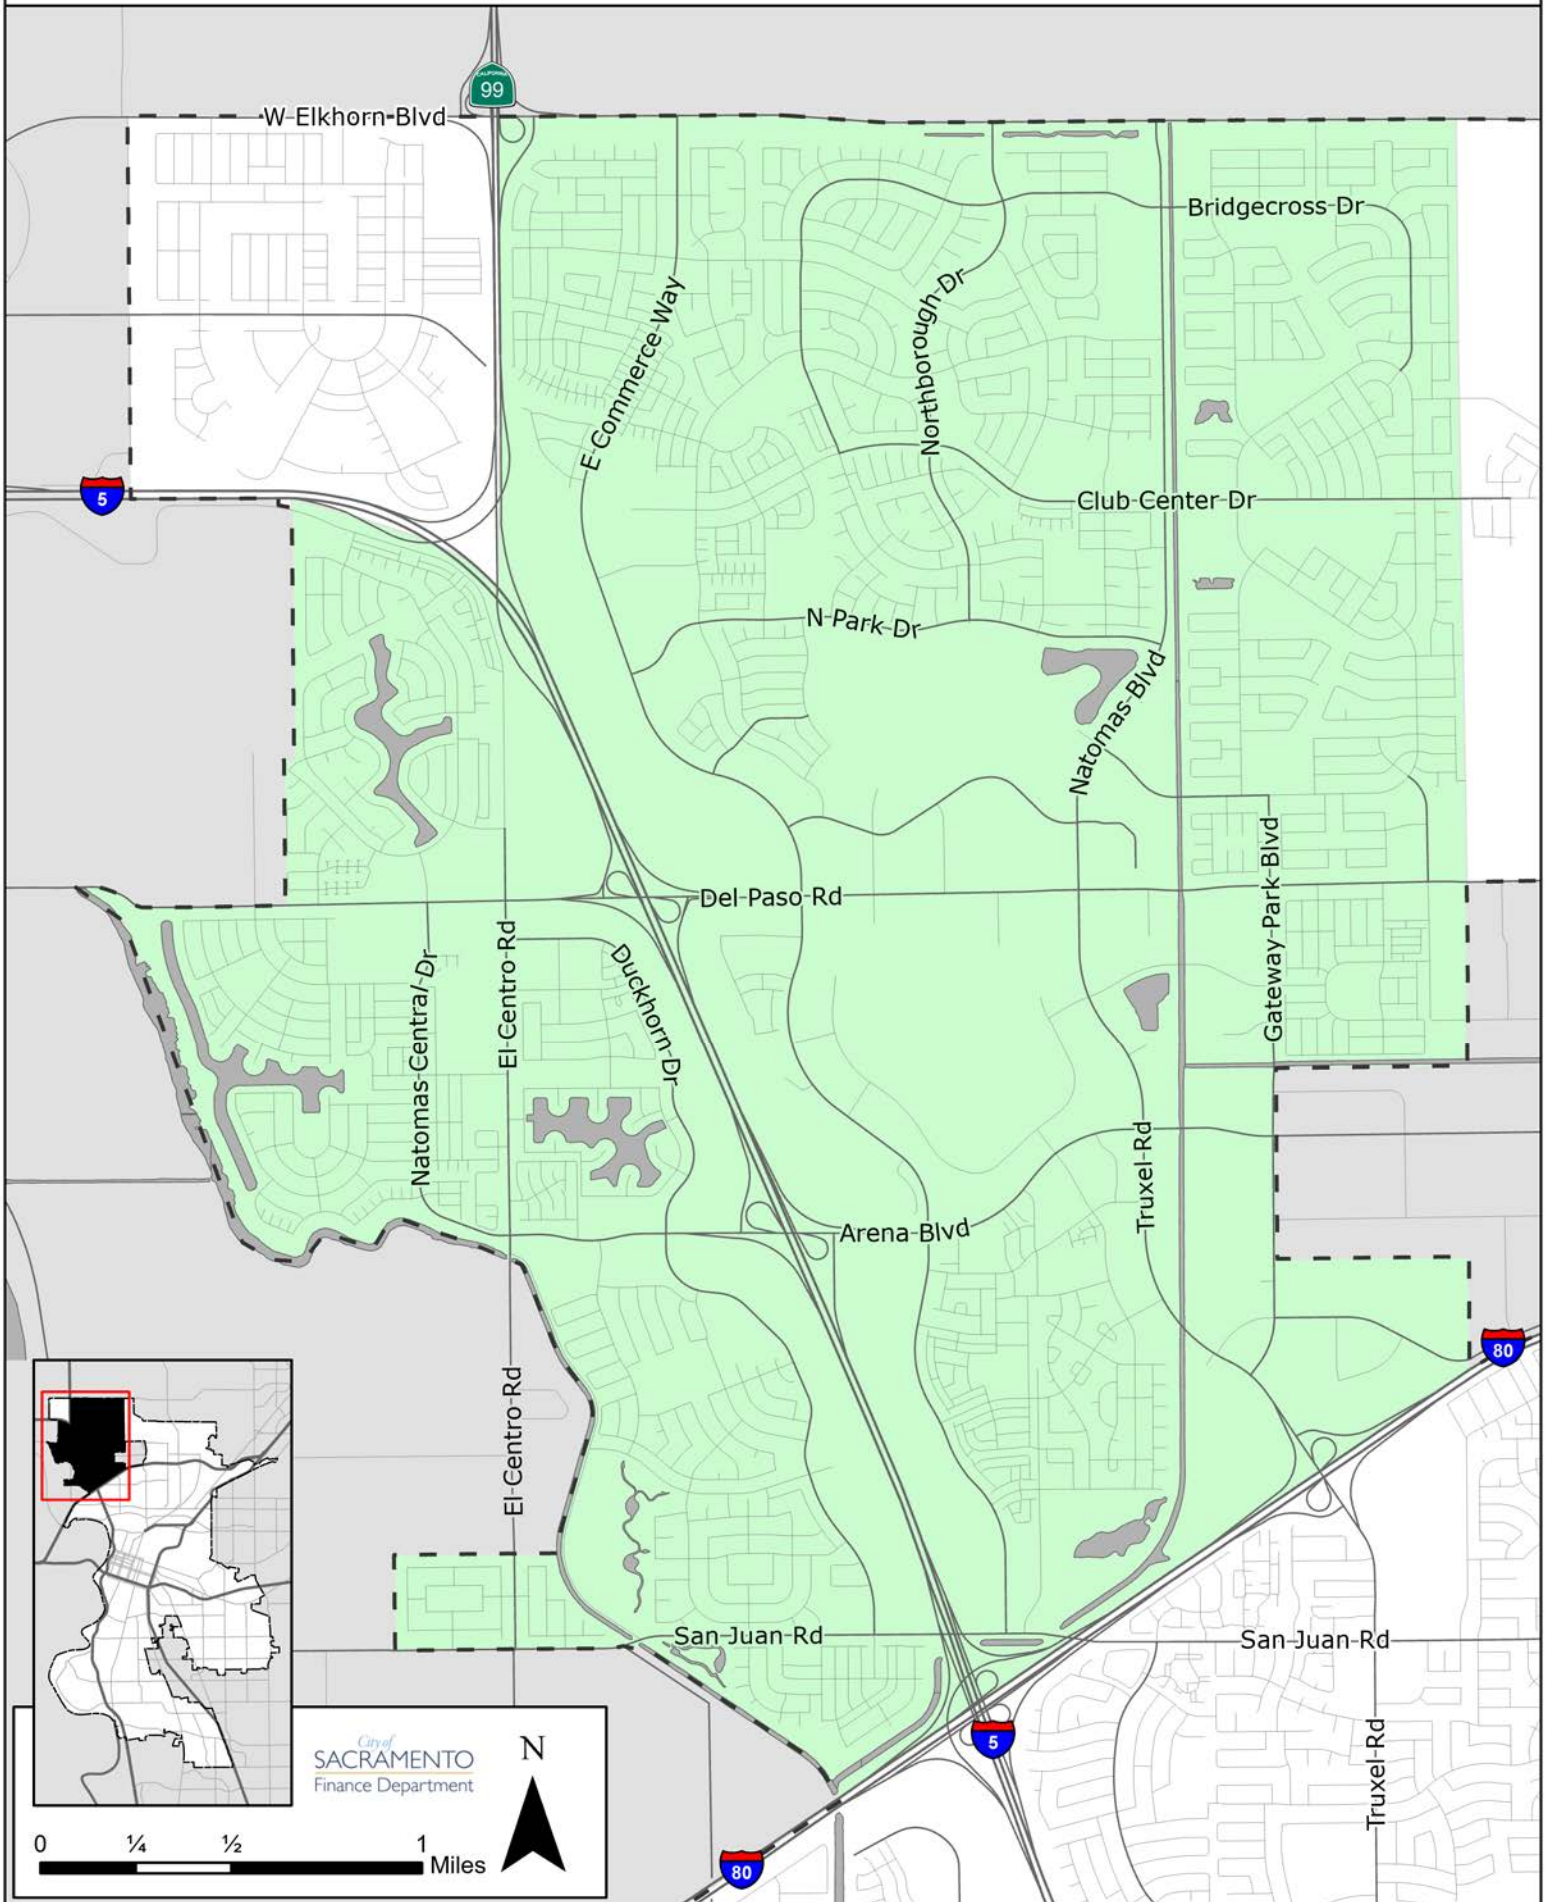 CALIFORNIA
99
W Elkhorn Blvd
Bridgecross Dr
Northborough Dr
E Commerce Way
5
Club Center Dr
N Park Dr
Natomas Blvd
Gateway Park Blvd
Del Paso Rd
El Centro Rd
Natomas Central Dr
Duckhorn Dr
Truxel Rd
Arena Blvd
80
El Centro Rd
San Juan Rd
San Juan Rd
5
Truxel Rd
80
City of
SACRAMENTO
Finance Department
N
0 ¼ ½ 1
Miles